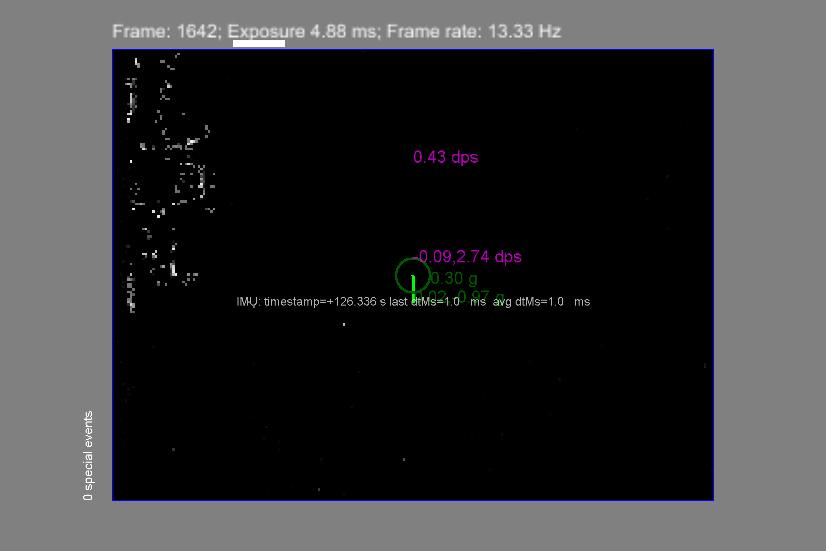 Frame: 1642; Exposure 4.88 ms; Frame rate: 13.33 Hz
0.43 dps
-0.09,2.74 dps
0.30 g
IMU: timestamp=+126.336 s last dtMs=1.0 ms avg dtMs=1.0 ms
0 special events